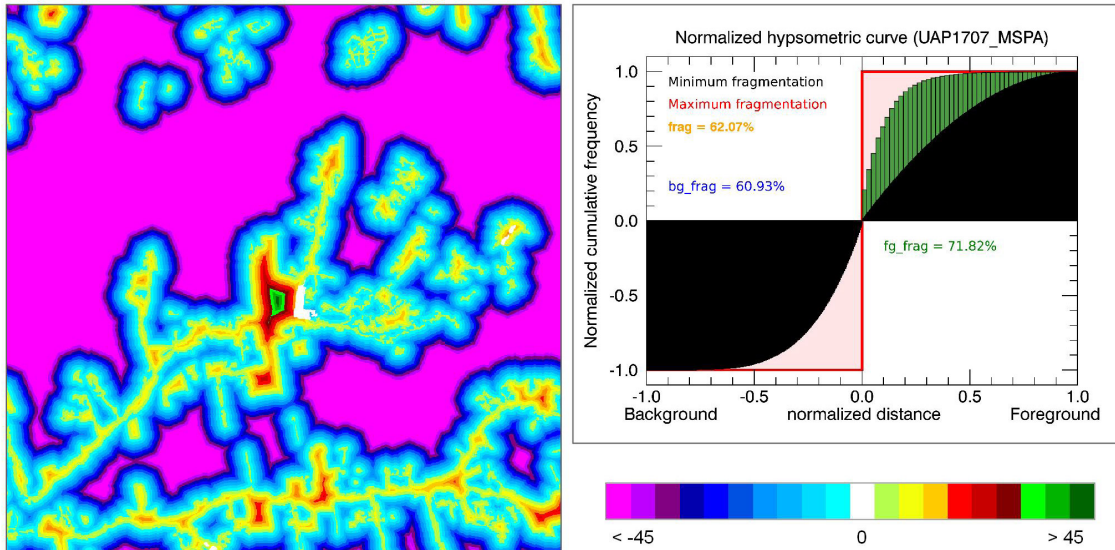 Normalized hypsometric curve (UAP1707_MSPA)
Normalized cumulative frequency
1.0
0.5
0.0
-0.5
-1.0
Minimum fragmentation
Maximum fragmentation
frag = 62.07%
bg_frag = 60.93%
fg_frag = 71.82%
-1.0 -0.5 0.0 0.5 1.0
Background normalized distance Foreground
< -45 0 > 45